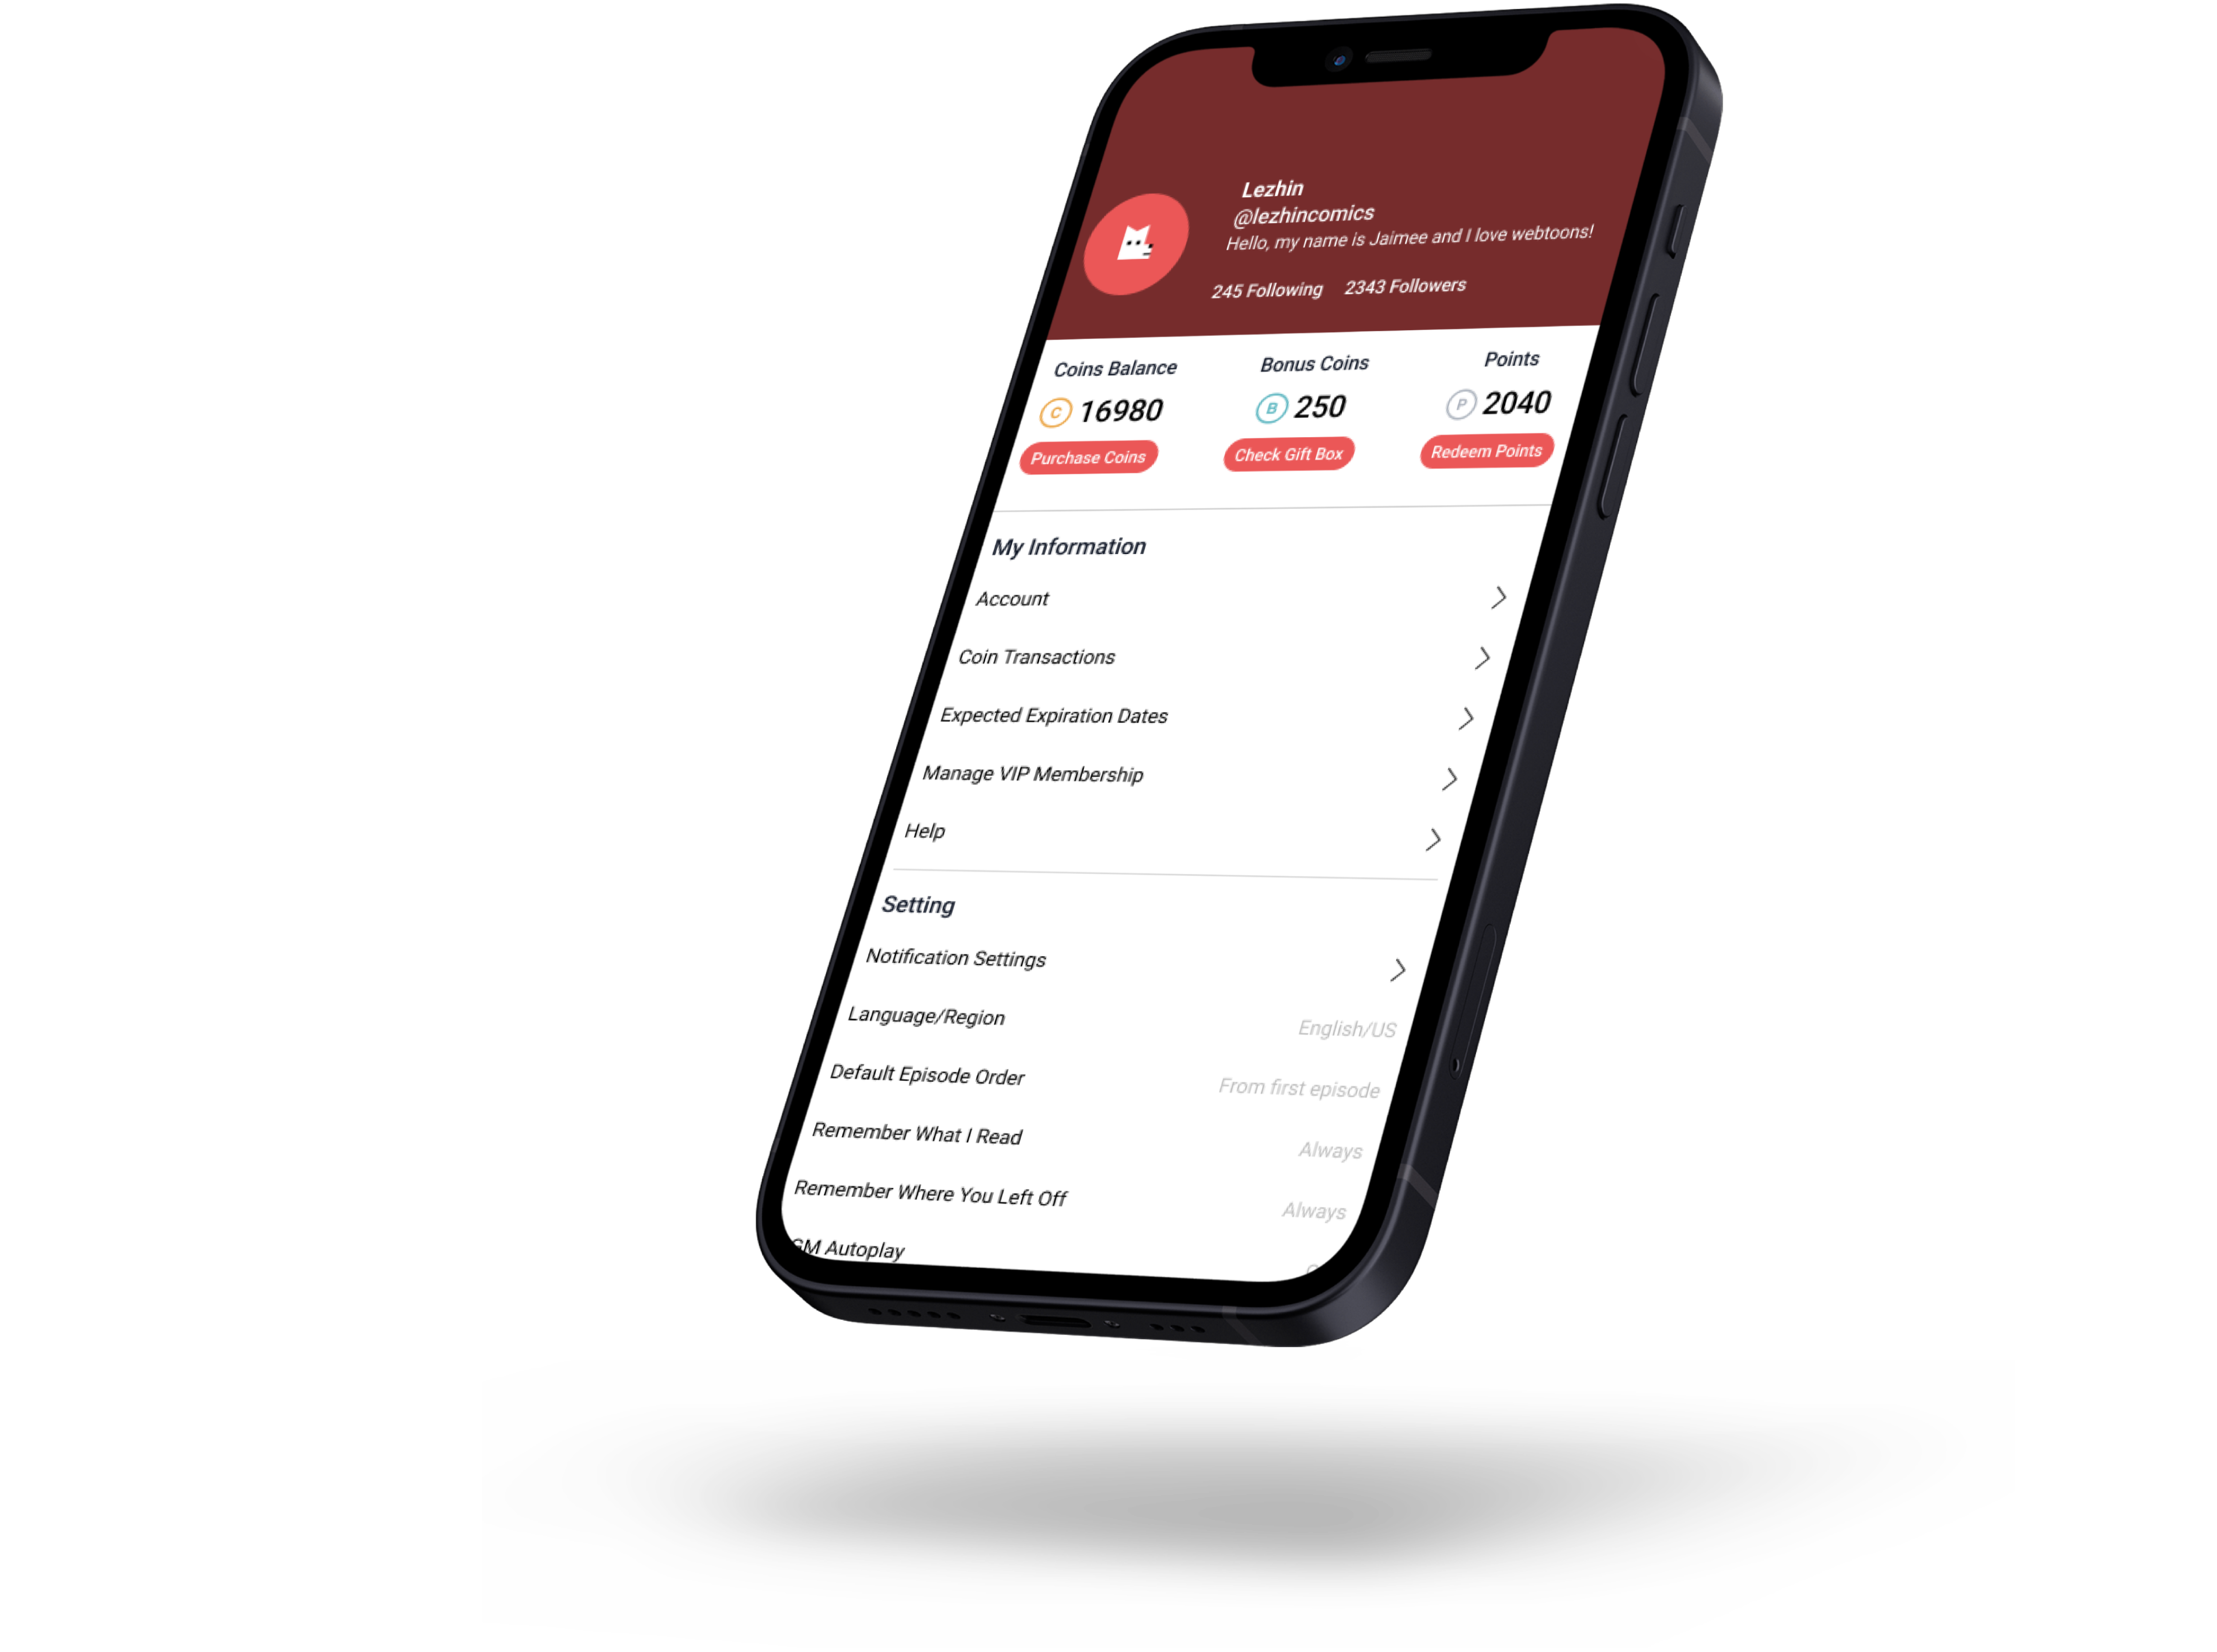 Lezhin
@lezhincomics
Hello, my name is Jaimee and I love webtoons!
245 Following 2343 Followers
Coins Balance Bonus Coins Points
C 16980 B 250 P 2040
Purchase Coins Check Gift Box Redeem Points
My Information
Account
Coin Transactions
Expected Expiration Dates
Manage VIP Membership
Help
Setting
Notification Settings
Language/Region English/US
Default Episode Order From first episode
Remember What I Read Always
Remember Where You Left Off Always
GM Autoplay